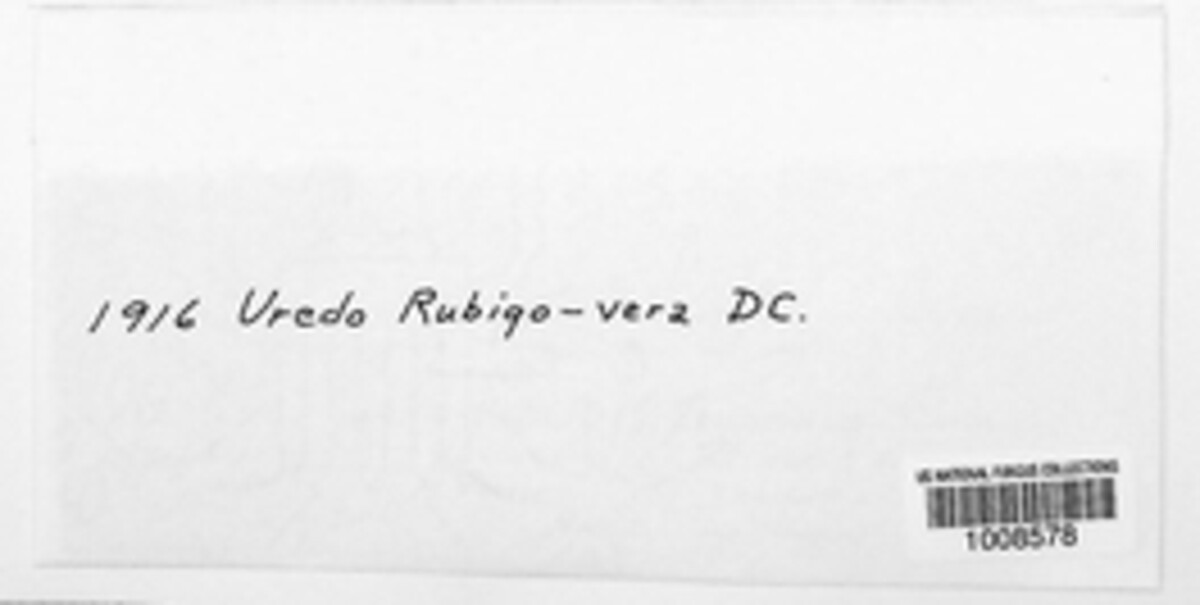 1916 Uredo Rubigo-vera DC.
US NATIONAL FUNGUS COLLECTIONS
1008578